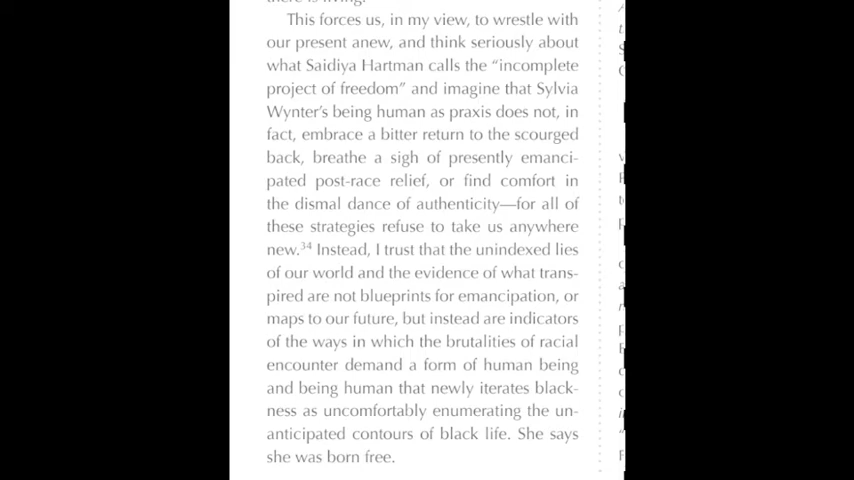 This forces us, in my view, to wrestle with
our present anew, and think seriously about
what Saidiya Hartman calls the “incomplete
project of freedom” and imagine that Sylvia
Wynter’s being human as praxis does not, in
fact, embrace a bitter return to the scourged
back, breathe a sigh of presently emanci-
pated post-race relief, or find comfort in
the dismal dance of authenticity—for all of
these strategies refuse to take us anywhere
new.34 Instead, I trust that the unindexed lies
of our world and the evidence of what trans-
pired are not blueprints for emancipation, or
maps to our future, but instead are indicators
of the ways in which the brutalities of racial
encounter demand a form of human being
and being human that newly iterates black-
ness as uncomfortably enumerating the un-
anticipated contours of black life. She says
she was born free.